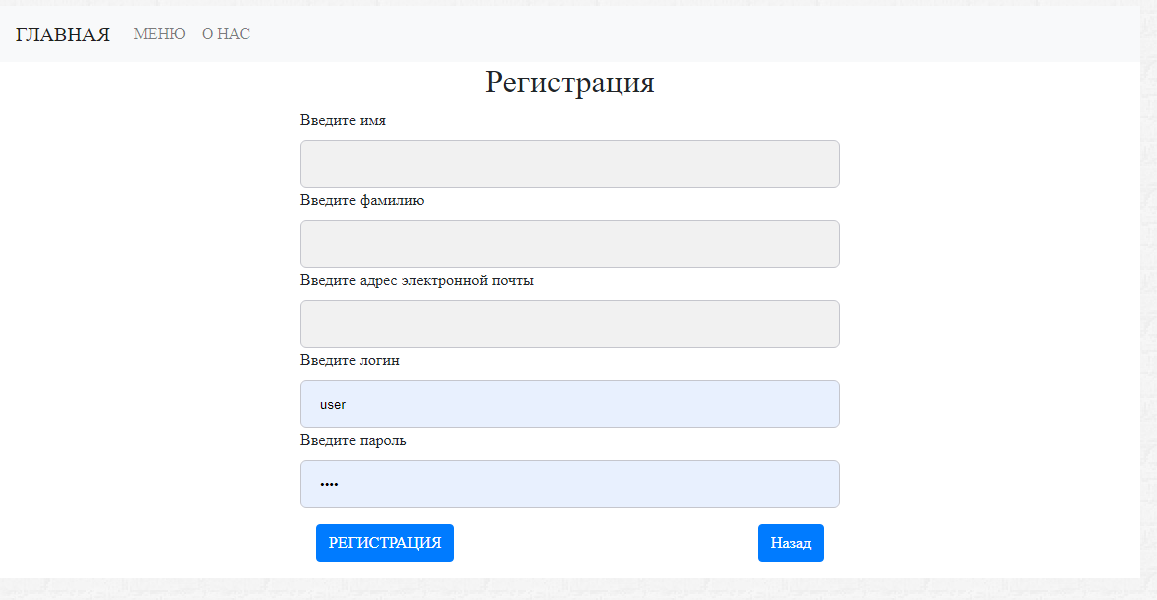 ГЛАВНАЯ МЕНЮ О НАС
Регистрация
Введите имя
Введите фамилию
Введите адрес электронной почты
Введите логин
user
Введите пароль
••••
РЕГИСТРАЦИЯ Назад